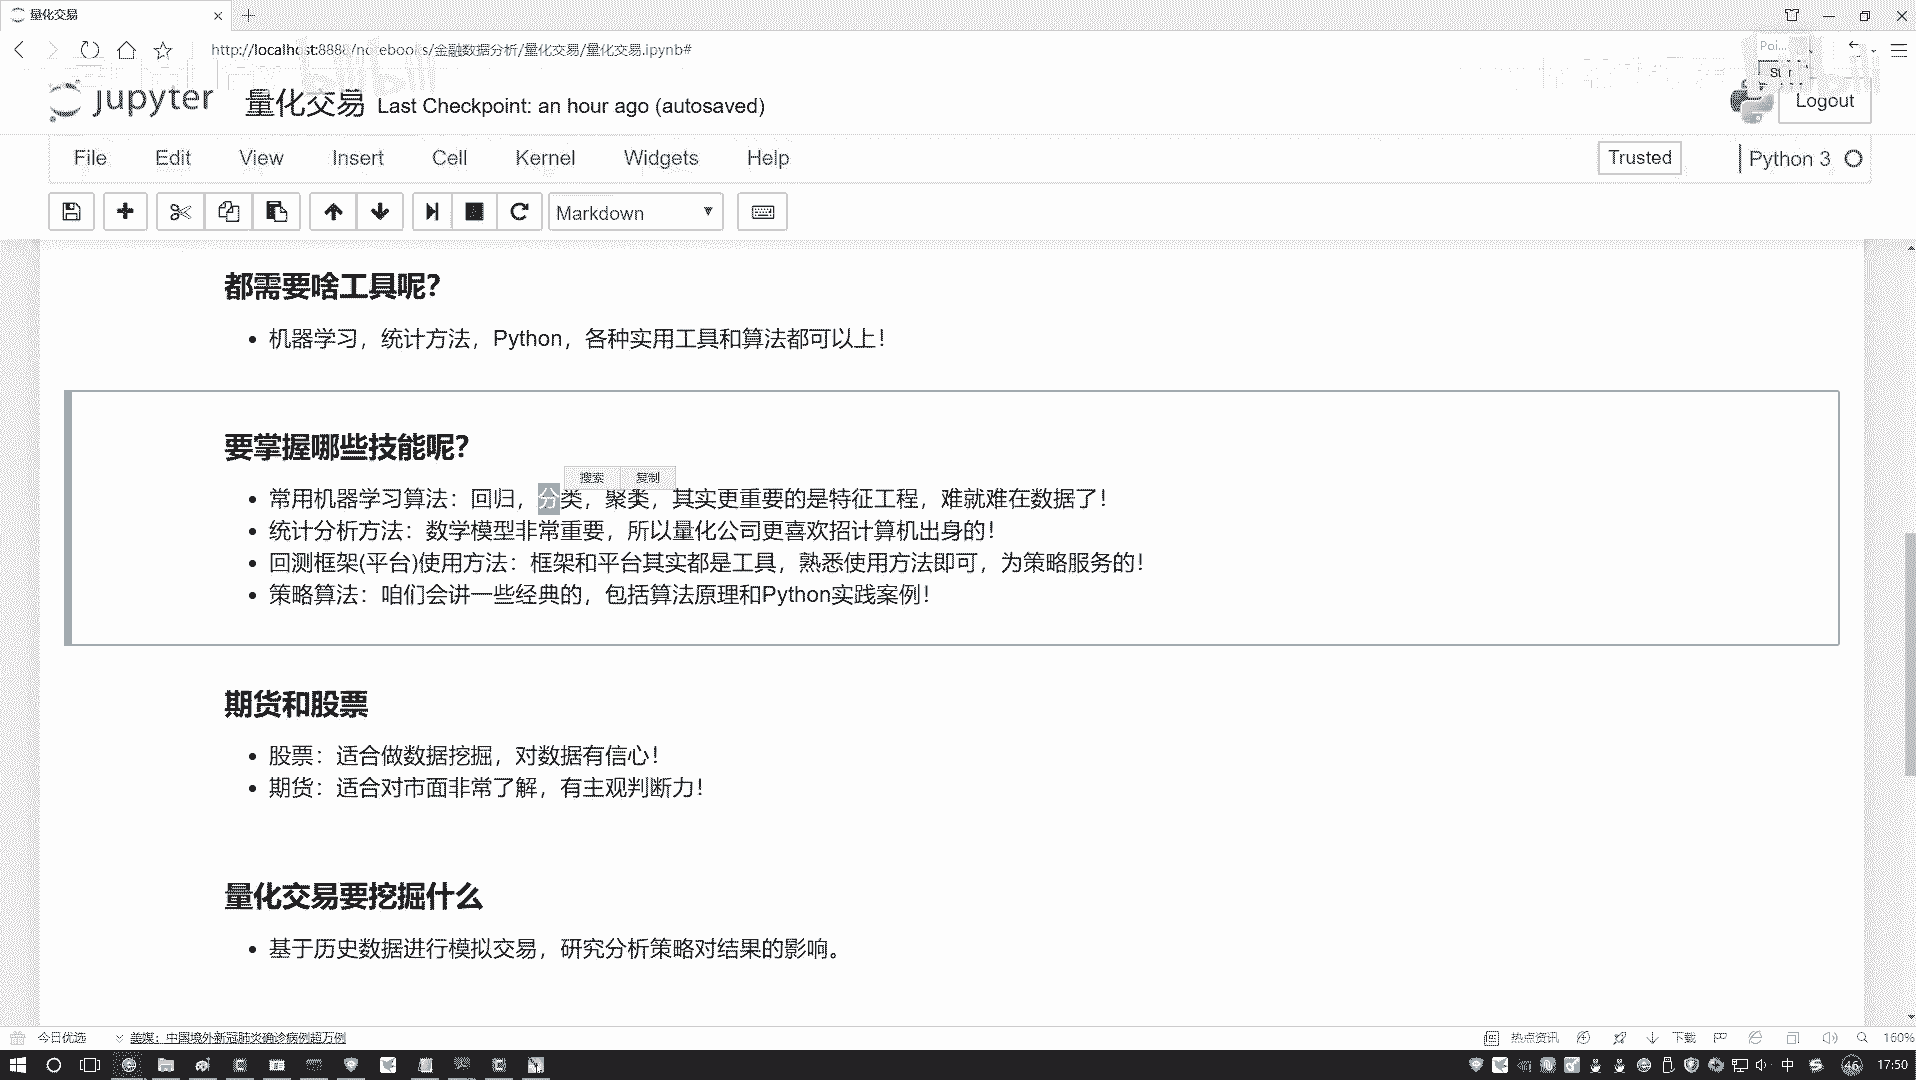 量化交易
http://localhost:8888/notebooks/金融数据分析/量化交易/量化交易.ipynb#
jupyter 量化交易 Last Checkpoint: an hour ago (autosaved)
Logout
File Edit View Insert Cell Kernel Widgets Help
Trusted Python 3
Markdown
都需要啥工具呢？
机器学习，统计方法，Python，各种实用工具和算法都可以上！
要掌握哪些技能呢？
搜索 复制
常用机器学习算法：回归，分类，聚类，其实更重要的是特征工程，难就难在数据了！
统计分析方法：数学模型非常重要，所以量化公司更喜欢招计算机出身的！
回测框架(平台)使用方法：框架和平台其实都是工具，熟悉使用方法即可，为策略服务的！
策略算法：咱们会讲一些经典的，包括算法原理和Python实践案例！
期货和股票
股票：适合做数据挖掘，对数据有信心！
期货：适合对市面非常了解，有主观判断力！
量化交易要挖掘什么
基于历史数据进行模拟交易，研究分析策略对结果的影响。
今日优选
美媒：中国境外新冠肺炎确诊病例超万例
热点资讯
下载
160%
中
46
17:50